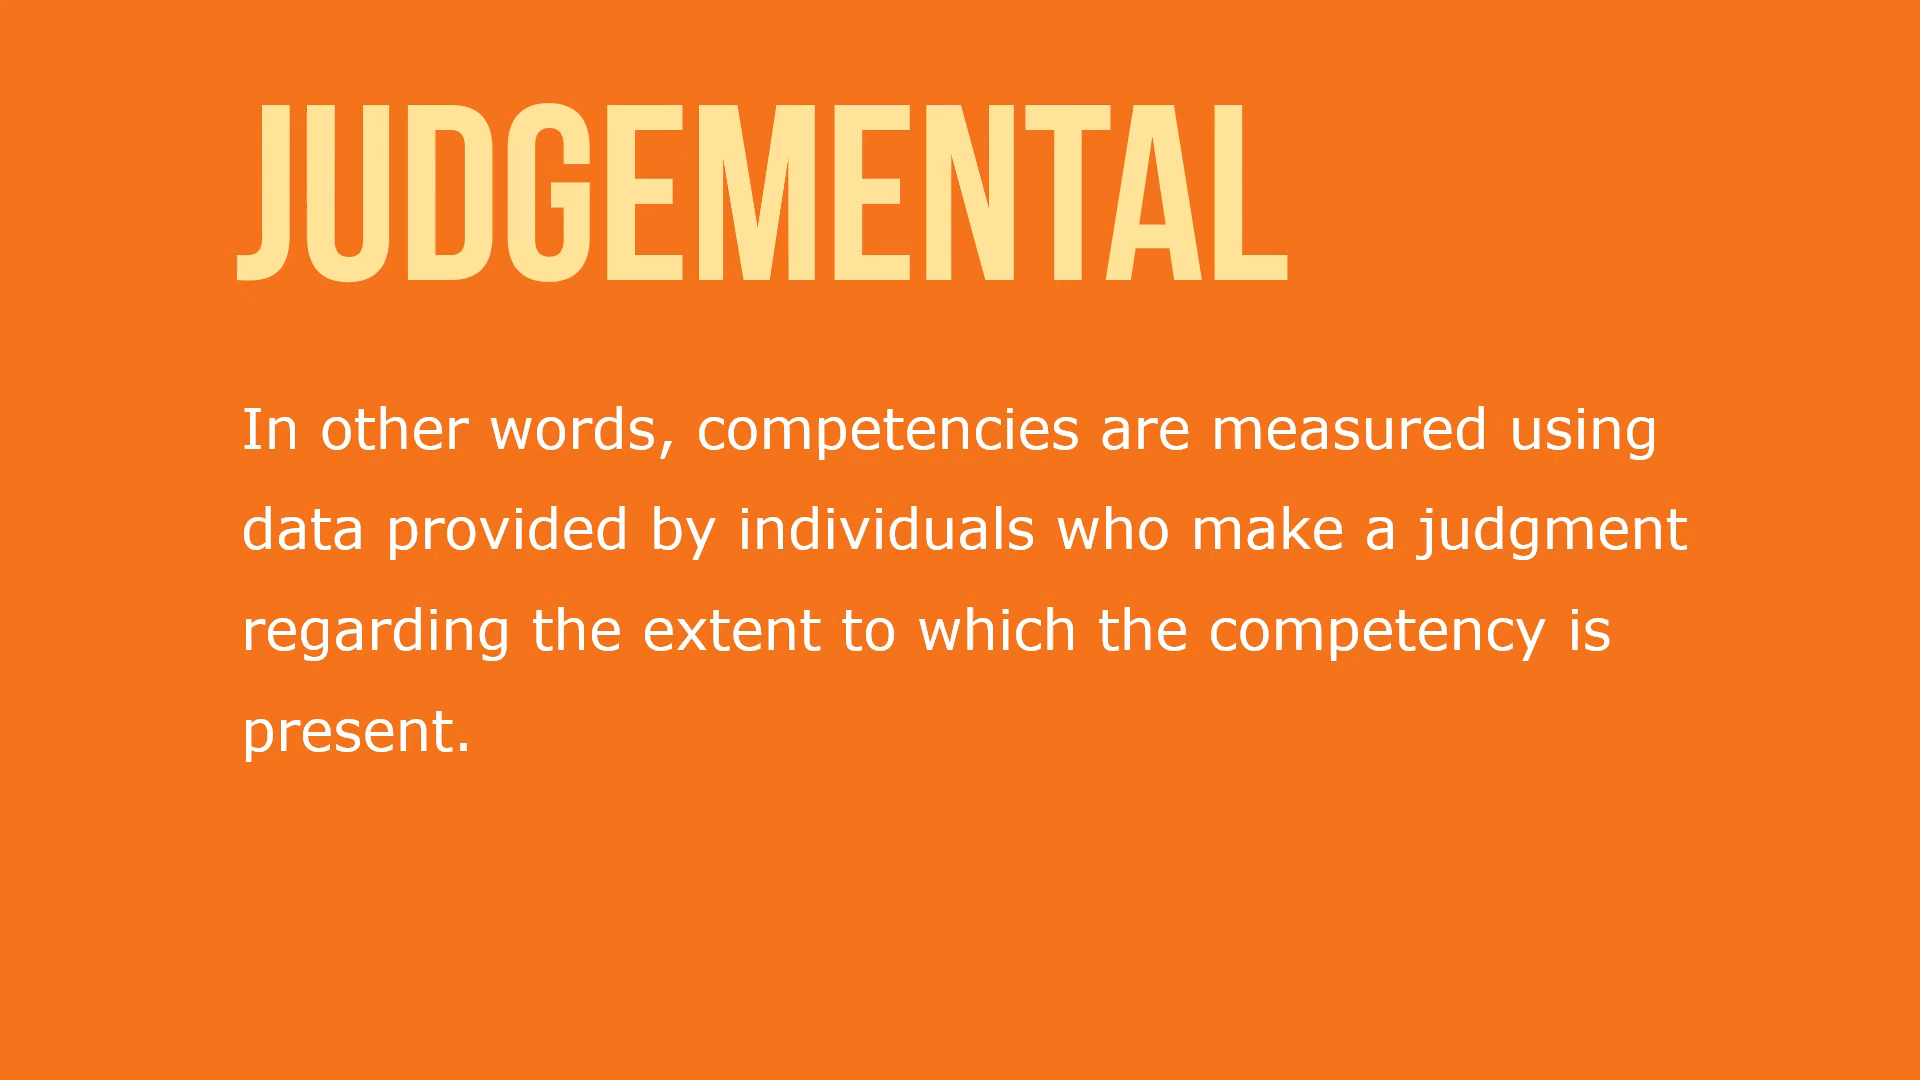 JUDGEMENTAL
In other words, competencies are measured using
data provided by individuals who make a judgment
regarding the extent to which the competency is
present.